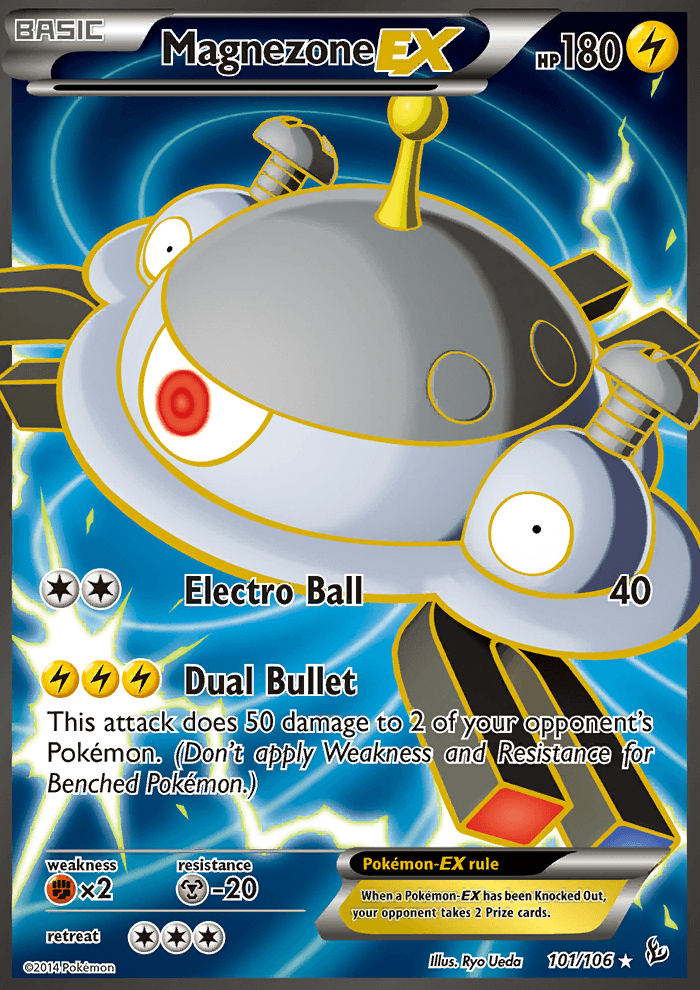 BASIC
Magnezone EX
HP180
Electro Ball 40
Dual Bullet
This attack does 50 damage to 2 of your opponent's
Pokémon. (Don't apply Weakness and Resistance for
Benched Pokémon.)
weakness resistance
×2 -20
retreat
Pokémon-EX rule
When a Pokémon-EX has been Knocked Out,
your opponent takes 2 Prize cards.
©2014 Pokémon
Illus. Ryo Ueda 101/106